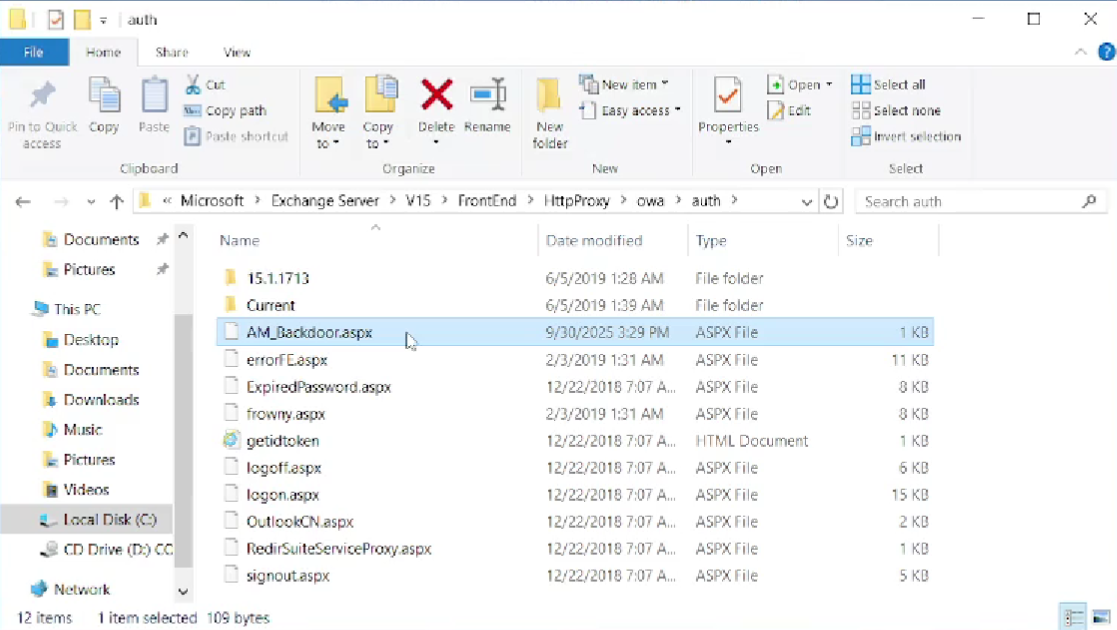 auth
File Home Share View
Pin to Quick access
Copy
Paste
Cut
Copy path
Paste shortcut
Clipboard
Move to
Copy to
Delete
Rename
Organize
New folder
New item
Easy access
New
Properties
Open
Edit
Open
Select all
Select none
Invert selection
Select
« Microsoft > Exchange Server > V15 > FrontEnd > HttpProxy > owa > auth >
Search auth
Documents
Pictures
This PC
Desktop
Documents
Downloads
Music
Pictures
Videos
Local Disk (C:)
CD Drive (D:) CC
Network
Name Date modified Type Size
15.1.1713 6/5/2019 1:28 AM File folder
Current 6/5/2019 1:39 AM File folder
AM_Backdoor.aspx 9/30/2025 3:29 PM ASPX File 1 KB
errorFE.aspx 2/3/2019 1:31 AM ASPX File 11 KB
ExpiredPassword.aspx 12/22/2018 7:07 A... ASPX File 8 KB
frowny.aspx 2/3/2019 1:31 AM ASPX File 8 KB
getidtoken 12/22/2018 7:07 A... HTML Document 1 KB
logoff.aspx 12/22/2018 7:07 A... ASPX File 6 KB
logon.aspx 12/22/2018 7:07 A... ASPX File 15 KB
OutlookCN.aspx 12/22/2018 7:07 A... ASPX File 2 KB
RedirSuiteServiceProxy.aspx 12/22/2018 7:07 A... ASPX File 1 KB
signout.aspx 12/22/2018 7:07 A... ASPX File 5 KB
12 items 1 item selected 109 bytes